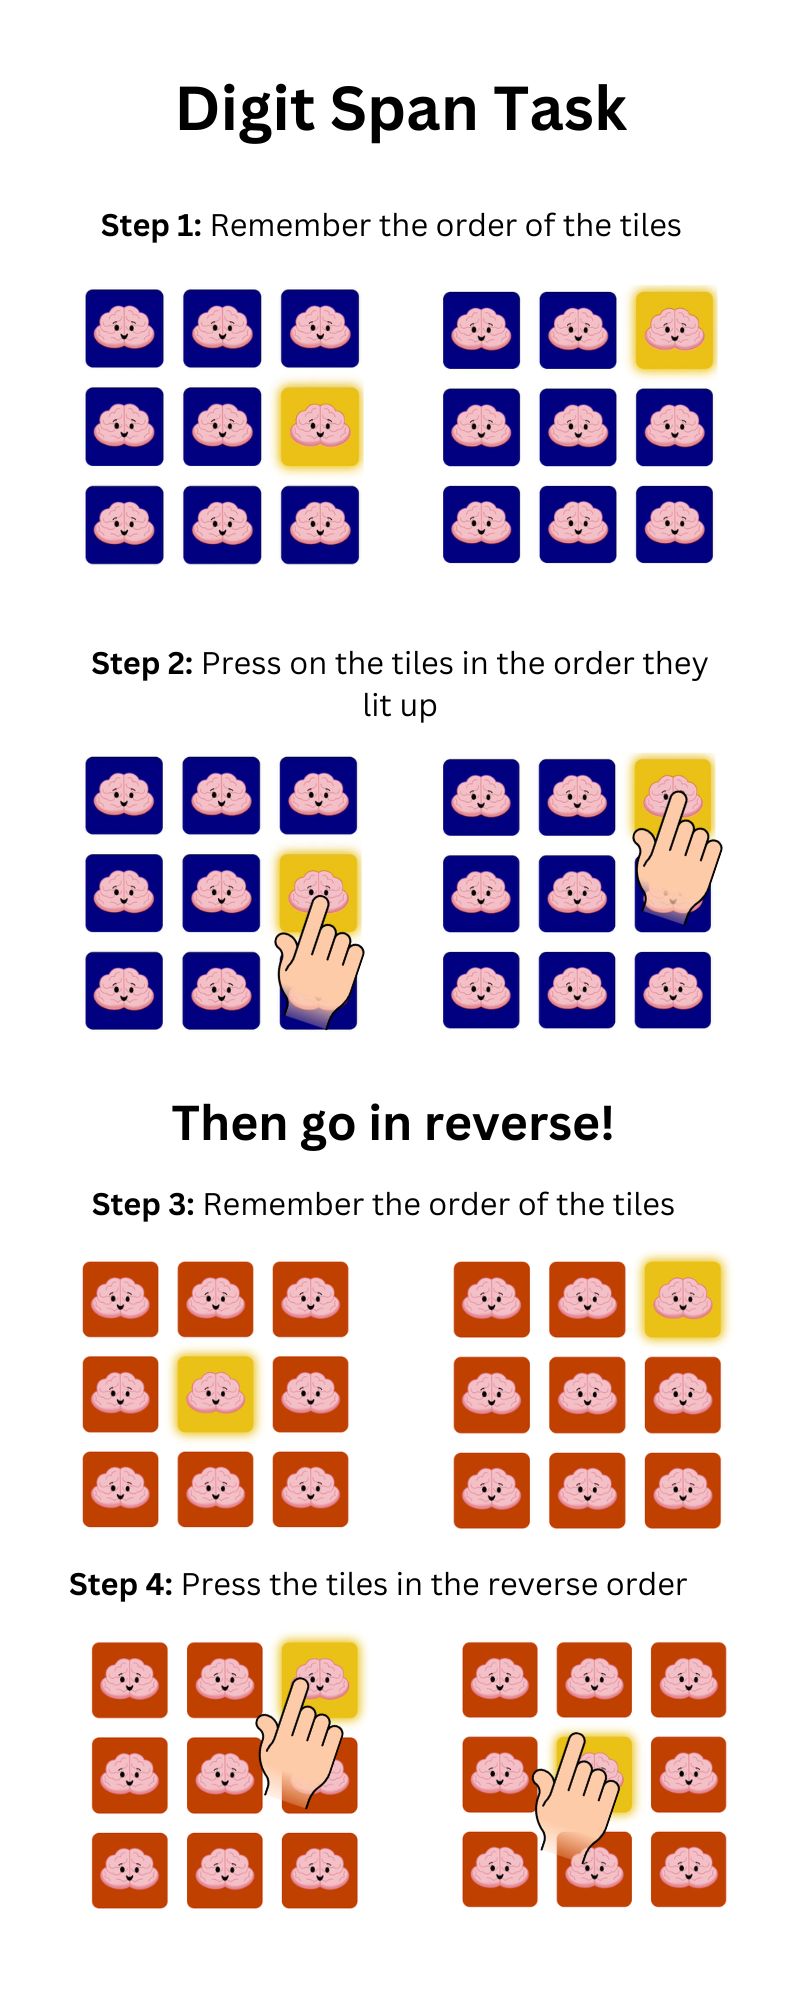 Digit Span Task
Step 1: Remember the order of the tiles
Step 2: Press on the tiles in the order they
lit up
Then go in reverse!
Step 3: Remember the order of the tiles
Step 4: Press the tiles in the reverse order